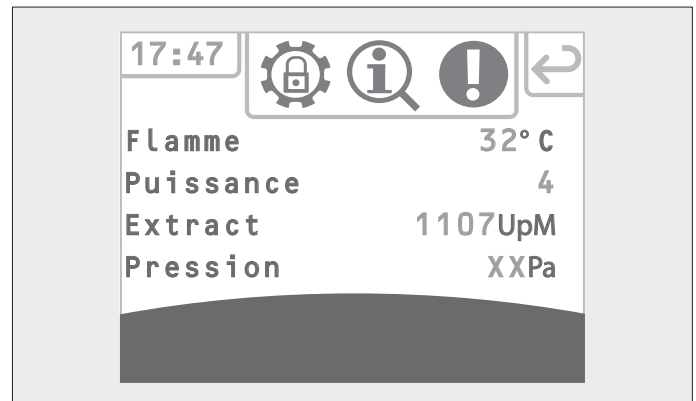 17:47
Flamme 32° C
Puissance 4
Extract 1107UpM
Pression XXPa